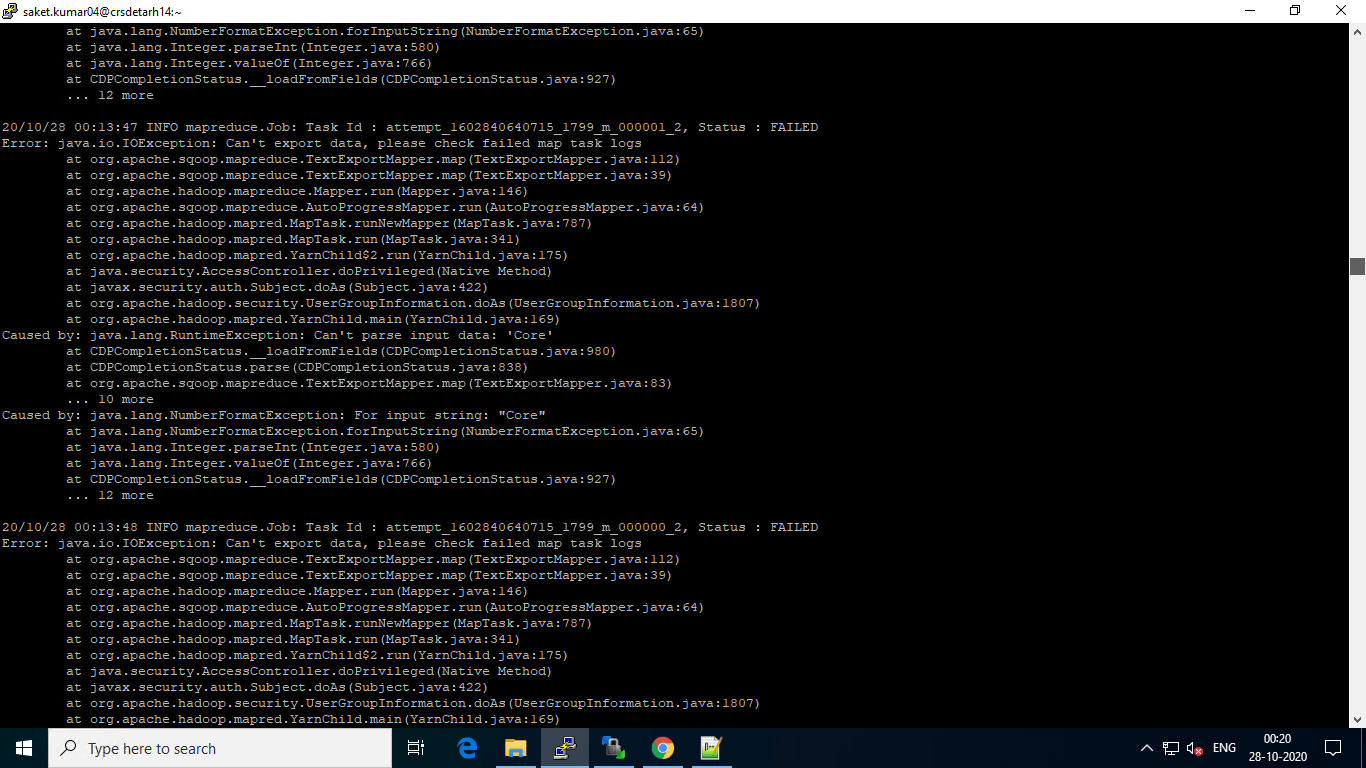 saket.kumar04@crsdetarh14:~
at java.lang.NumberFormatException.forInputString(NumberFormatException.java:65)
at java.lang.Integer.parseInt(Integer.java:580)
at java.lang.Integer.valueOf(Integer.java:766)
at CDPCompletionStatus.__loadFromFields(CDPCompletionStatus.java:927)
... 12 more
20/10/28 00:13:47 INFO mapreduce.Job: Task Id : attempt_1602840640715_1799_m_000001_2, Status : FAILED
Error: java.io.IOException: Can't export data, please check failed map task logs
at org.apache.sqoop.mapreduce.TextExportMapper.map(TextExportMapper.java:112)
at org.apache.sqoop.mapreduce.TextExportMapper.map(TextExportMapper.java:39)
at org.apache.hadoop.mapreduce.Mapper.run(Mapper.java:146)
at org.apache.sqoop.mapreduce.AutoProgressMapper.run(AutoProgressMapper.java:64)
at org.apache.hadoop.mapred.MapTask.runNewMapper(MapTask.java:787)
at org.apache.hadoop.mapred.MapTask.run(MapTask.java:341)
at org.apache.hadoop.mapred.YarnChild$2.run(YarnChild.java:175)
at java.security.AccessController.doPrivileged(Native Method)
at javax.security.auth.Subject.doAs(Subject.java:422)
at org.apache.hadoop.security.UserGroupInformation.doAs(UserGroupInformation.java:1807)
at org.apache.hadoop.mapred.YarnChild.main(YarnChild.java:169)
Caused by: java.lang.RuntimeException: Can't parse input data: 'Core'
at CDPCompletionStatus.__loadFromFields(CDPCompletionStatus.java:980)
at CDPCompletionStatus.parse(CDPCompletionStatus.java:838)
at org.apache.sqoop.mapreduce.TextExportMapper.map(TextExportMapper.java:83)
... 10 more
Caused by: java.lang.NumberFormatException: For input string: "Core"
at java.lang.NumberFormatException.forInputString(NumberFormatException.java:65)
at java.lang.Integer.parseInt(Integer.java:580)
at java.lang.Integer.valueOf(Integer.java:766)
at CDPCompletionStatus.__loadFromFields(CDPCompletionStatus.java:927)
... 12 more
20/10/28 00:13:48 INFO mapreduce.Job: Task Id : attempt_1602840640715_1799_m_000000_2, Status : FAILED
Error: java.io.IOException: Can't export data, please check failed map task logs
at org.apache.sqoop.mapreduce.TextExportMapper.map(TextExportMapper.java:112)
at org.apache.sqoop.mapreduce.TextExportMapper.map(TextExportMapper.java:39)
at org.apache.hadoop.mapreduce.Mapper.run(Mapper.java:146)
at org.apache.sqoop.mapreduce.AutoProgressMapper.run(AutoProgressMapper.java:64)
at org.apache.hadoop.mapred.MapTask.runNewMapper(MapTask.java:787)
at org.apache.hadoop.mapred.MapTask.run(MapTask.java:341)
at org.apache.hadoop.mapred.YarnChild$2.run(YarnChild.java:175)
at java.security.AccessController.doPrivileged(Native Method)
at javax.security.auth.Subject.doAs(Subject.java:422)
at org.apache.hadoop.security.UserGroupInformation.doAs(UserGroupInformation.java:1807)
at org.apache.hadoop.mapred.YarnChild.main(YarnChild.java:169)
Type here to search
ENG
00:20
28-10-2020